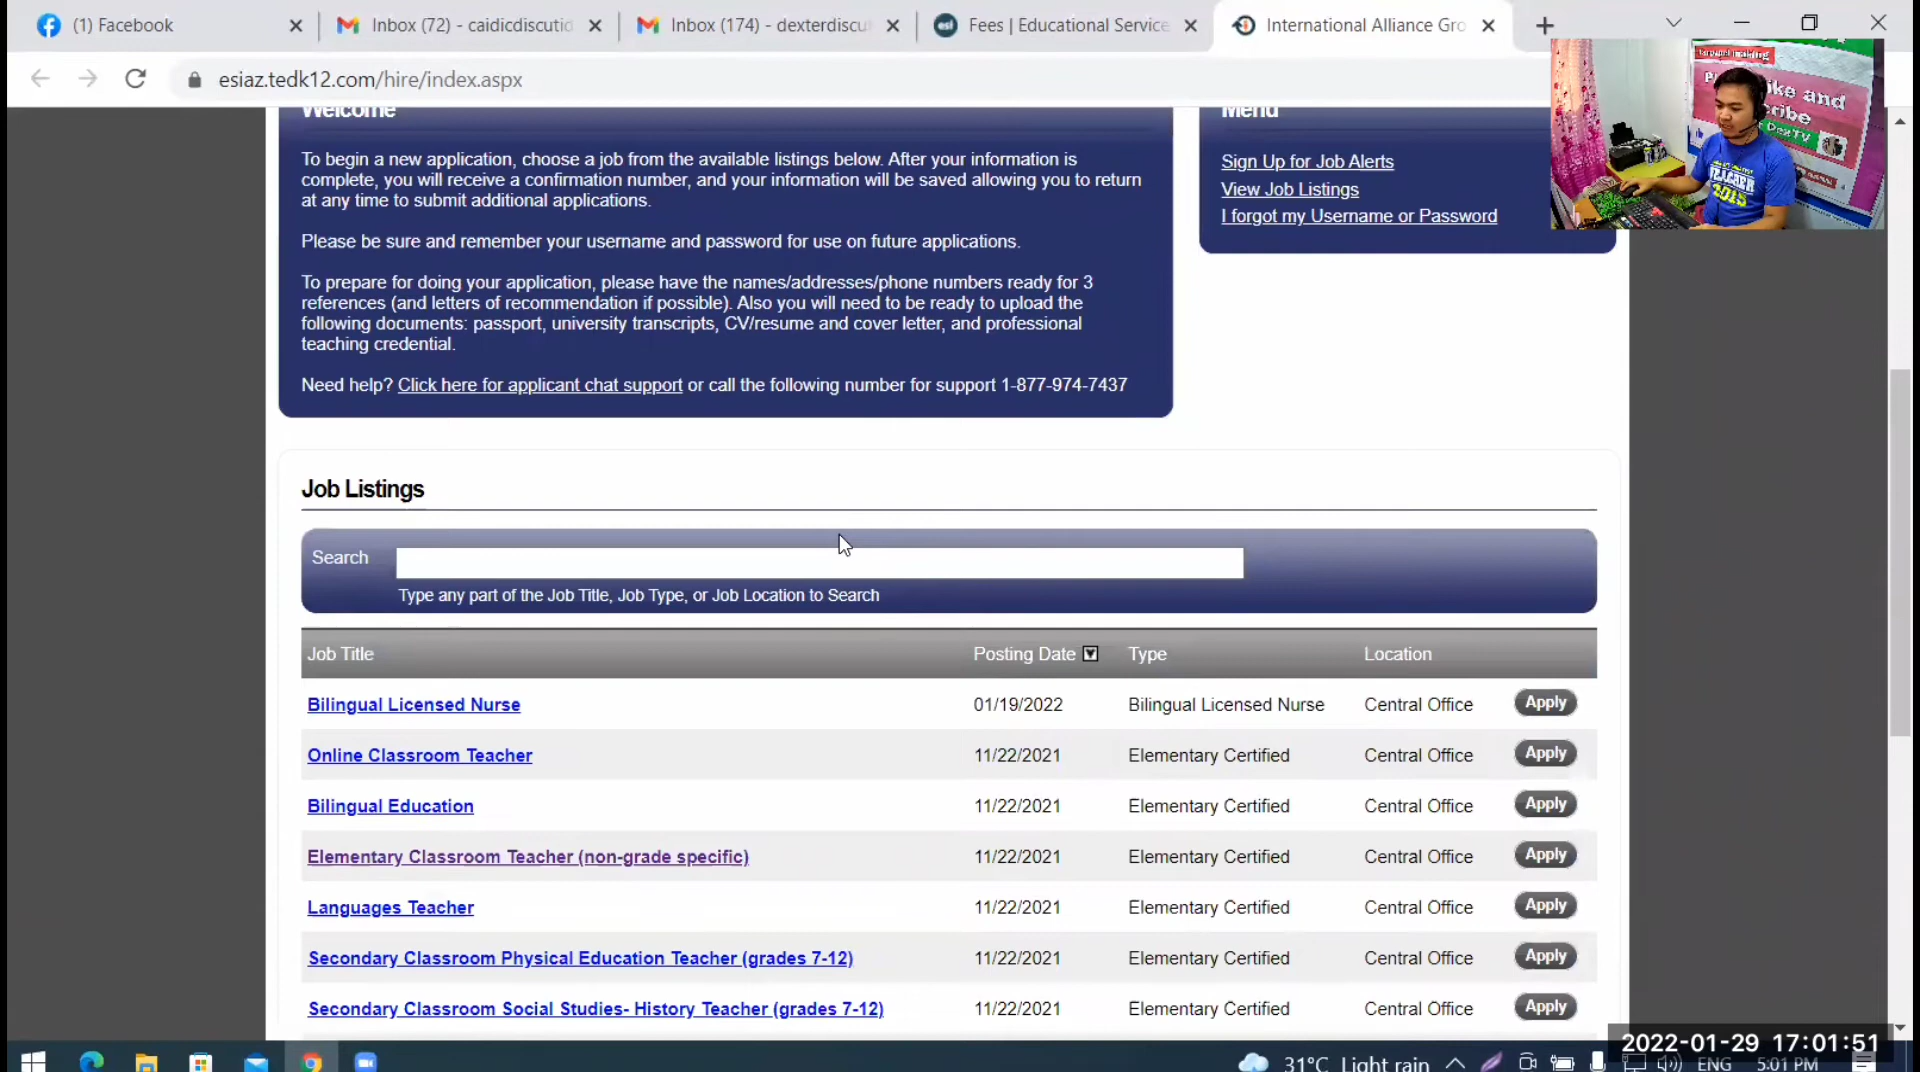 (1) Facebook
Inbox (72) - caidicdiscutid
Inbox (174) - dexterdiscu
Fees | Educational Service
International Alliance Gro
esiaz.tedk12.com/hire/index.aspx
Welcome
To begin a new application, choose a job from the available listings below. After your information is
complete, you will receive a confirmation number, and your information will be saved allowing you to return
at any time to submit additional applications.
Please be sure and remember your username and password for use on future applications.
To prepare for doing your application, please have the names/addresses/phone numbers ready for 3
references (and letters of recommendation if possible). Also you will need to be ready to upload the
following documents: passport, university transcripts, CV/resume and cover letter, and professional
teaching credential.
Need help? Click here for applicant chat support or call the following number for support 1-877-974-7437
Menu
Sign Up for Job Alerts
View Job Listings
I forgot my Username or Password
ke and
TEACHER
2015
Job Listings
Search
Type any part of the Job Title, Job Type, or Job Location to Search
Job Title Posting Date Type Location
Bilingual Licensed Nurse 01/19/2022 Bilingual Licensed Nurse Central Office Apply
Online Classroom Teacher 11/22/2021 Elementary Certified Central Office Apply
Bilingual Education 11/22/2021 Elementary Certified Central Office Apply
Elementary Classroom Teacher (non-grade specific) 11/22/2021 Elementary Certified Central Office Apply
Languages Teacher 11/22/2021 Elementary Certified Central Office Apply
Secondary Classroom Physical Education Teacher (grades 7-12) 11/22/2021 Elementary Certified Central Office Apply
Secondary Classroom Social Studies- History Teacher (grades 7-12) 11/22/2021 Elementary Certified Central Office Apply
2022-01-29 17:01:51
31°C Light rain ENG 5:01 PM